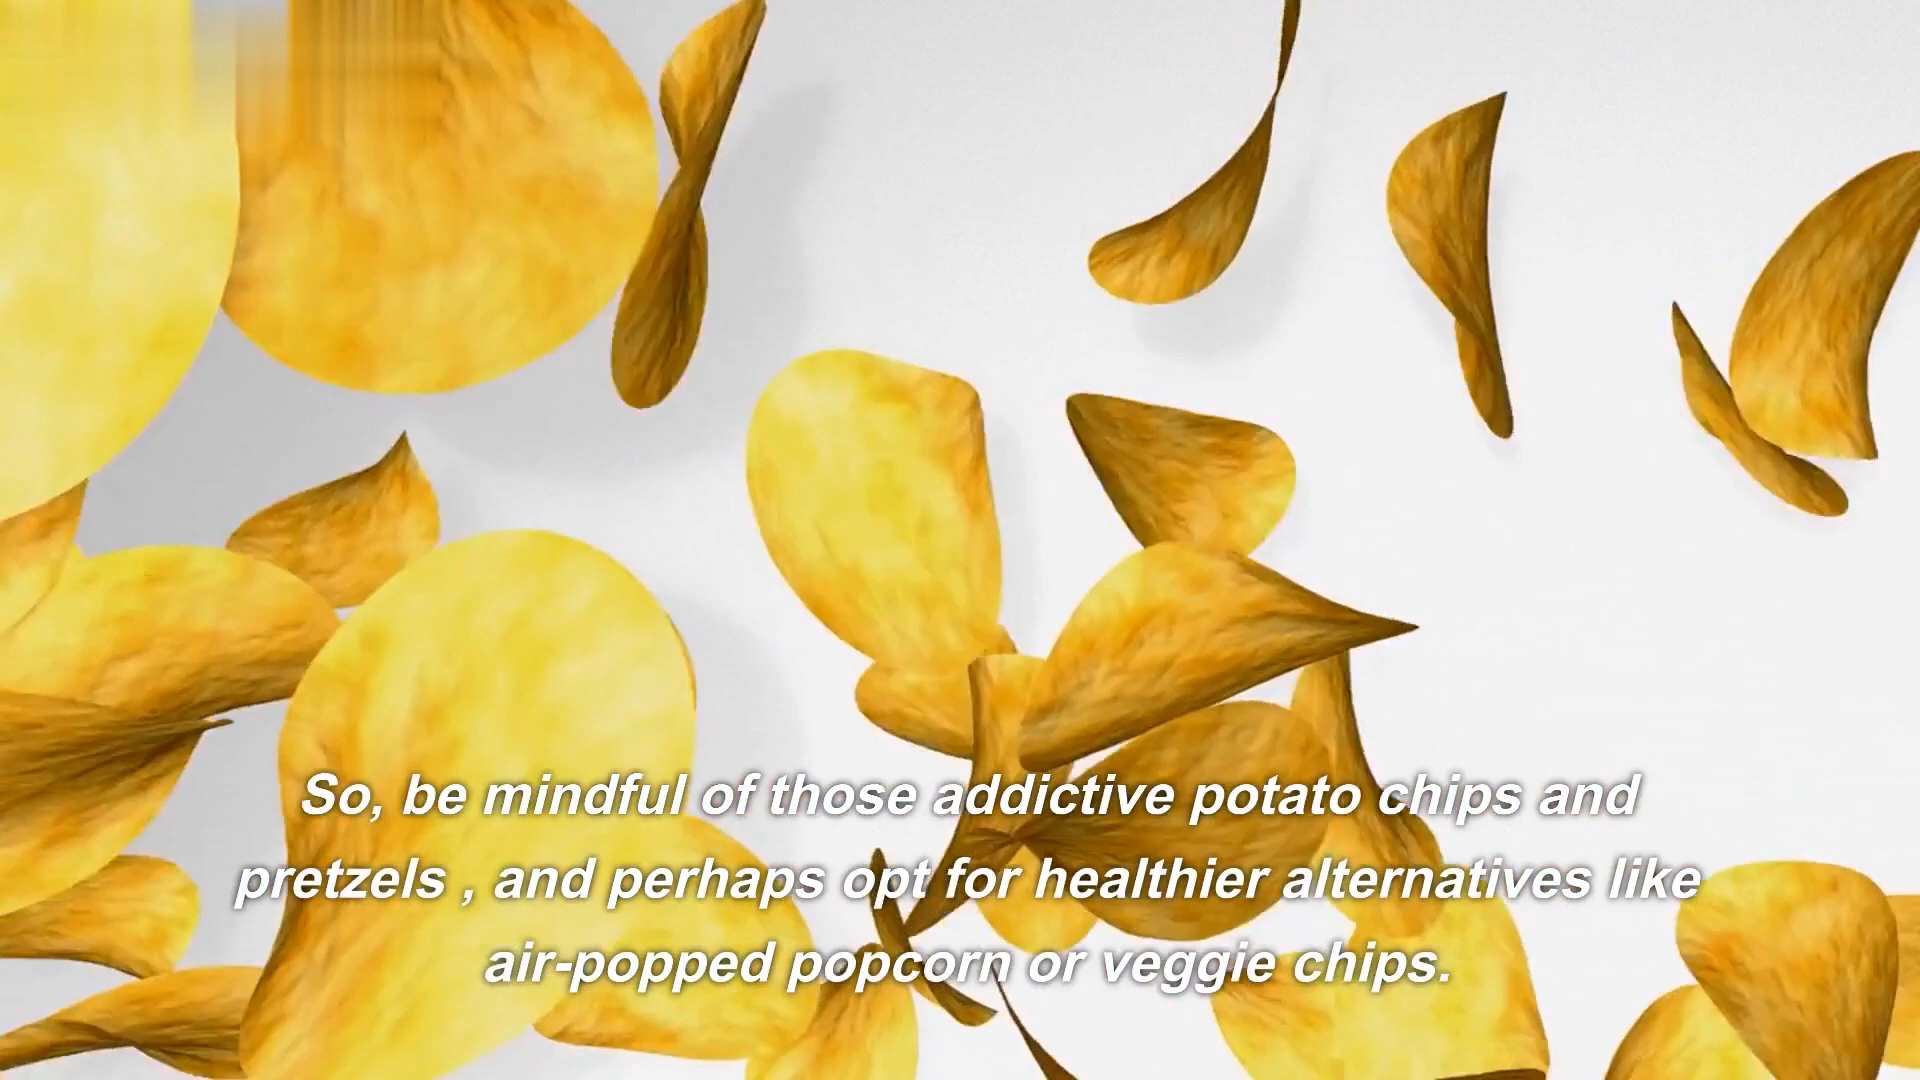 So, be mindful of those addictive potato chips and
pretzels , and perhaps opt for healthier alternatives like
air-popped popcorn or veggie chips.